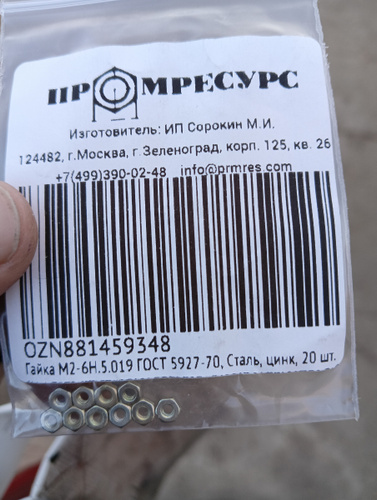 ПРОМРЕСУРС
Изготовитель: ИП Сорокин М.И.
124482, г.Москва, г.Зеленоград, корп. 125, кв. 26
+7(499)390-02-48 info@prmres.com
OZN881459348
Гайка М2-6Н.5.019 ГОСТ 5927-70, Сталь, цинк, 20 шт.